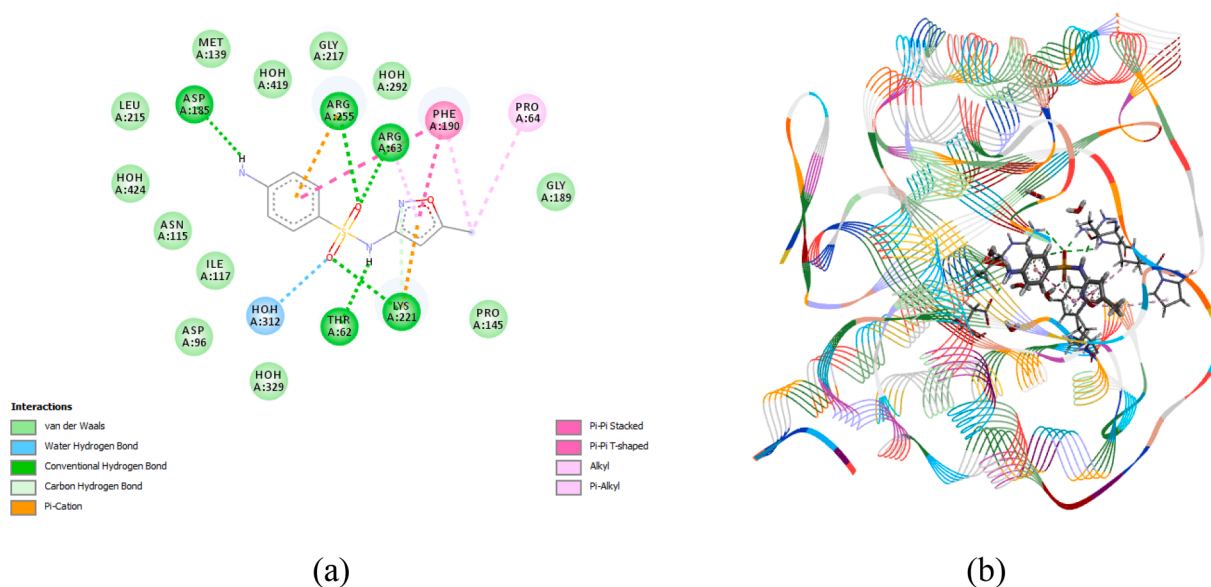 MET
A:139
GLY
A:217
HOH
A:419
HOH
A:292
LEU
A:215
ASP
A:185
ARG
A:255
PHE
A:190
PRO
A:64
ARG
A:63
HOH
A:424
GLY
A:189
ASN
A:115
ILE
A:117
HOH
A:312
THR
A:62
LYS
A:221
PRO
A:145
ASP
A:96
HOH
A:329
H
N
O
N
O
S
O
N
H
Interactions
van der Waals
Water Hydrogen Bond
Conventional Hydrogen Bond
Carbon Hydrogen Bond
Pi-Cation
Pi-Pi Stacked
Pi-Pi T-shaped
Alkyl
Pi-Alkyl
(a)
(b)